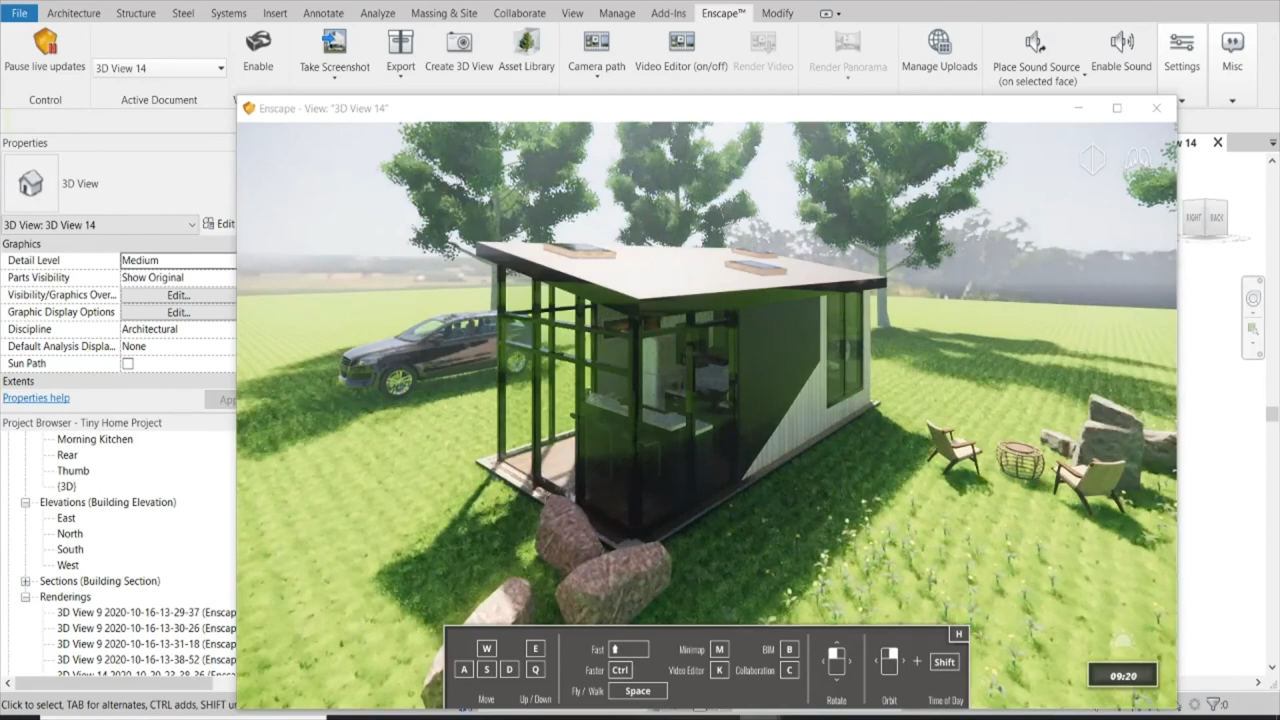 File Architecture Structure Steel Systems Insert Annotate Analyze Massing & Site Collaborate View Manage Add-Ins Enscape™ Modify
Pause live updates
3D View 14
Enable
Take Screenshot
Export
Create 3D View
Asset Library
Camera path
Video Editor (on/off)
Render Video
Render Panorama
Manage Uploads
Place Sound Source
(on selected face)
Enable Sound
Settings
Misc
Control
Active Document
Enscape - View: "3D View 14"
Properties
14
3D View
3D View: 3D View 14
Edit
Graphics
Detail Level Medium
Parts Visibility Show Original
Visibility/Graphics Over... Edit...
Graphic Display Options Edit...
Discipline Architectural
Default Analysis Displa... None
Sun Path
Extents
Properties help
App
RIGHT BACK
Project Browser - Tiny Home Project
Morning Kitchen
Rear
Thumb
{3D}
Elevations (Building Elevation)
East
North
South
West
Sections (Building Section)
Renderings
3D View 9 2020-10-16-13-29-37 (Enscap
3D View 9 2020-10-16-13-30-26 (Enscap
3D View 9 2020-10-16-13-31-18 (Enscap
3D View 9 2020-10-16-13-38-52 (Enscap
Click to select, TAB for alternates, CTRL adds, SHIFT un
H
W E
A S D Q
Move
Up / Down
Fast
Faster Ctrl
Fly / Walk Space
Minimap M
Video Editor K
BIM B
Collaboration C
Rotate
Orbit
+ Shift
Time of Day
09:20
:0